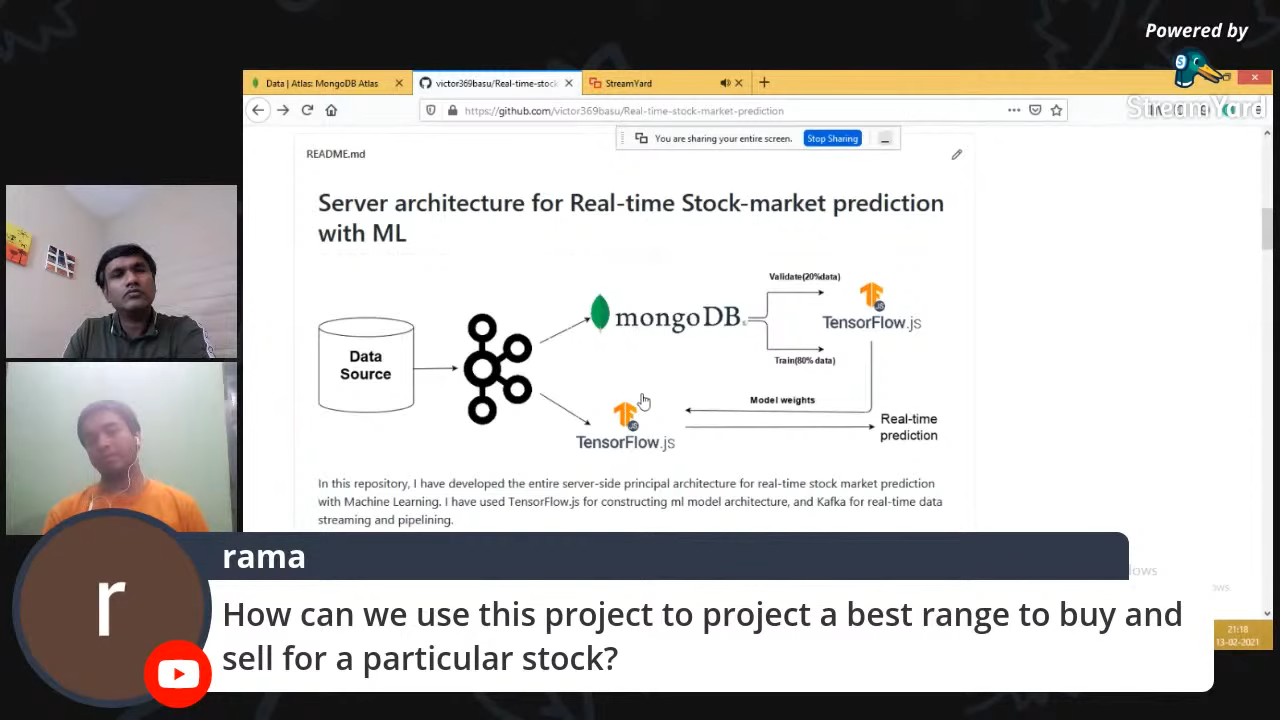 Powered by
StreamYard
Data | Atlas: MongoDB Atlas
victor369basu/Real-time-stock
StreamYard
https://github.com/victor369basu/Real-time-stock-market-prediction
You are sharing your entire screen.
Stop Sharing
README.md
Server architecture for Real-time Stock-market prediction
with ML
Data
Source
mongoDB
Validate(20%data)
TensorFlow.js
Train(80% data)
Model weights
TensorFlow.js
Real-time
prediction
In this repository, I have developed the entire server-side principal architecture for real-time stock market prediction
with Machine Learning. I have used TensorFlow.js for constructing ml model architecture, and Kafka for real-time data
streaming and pipelining.
21:18
13-02-2021
rama
r
How can we use this project to project a best range to buy and
sell for a particular stock?